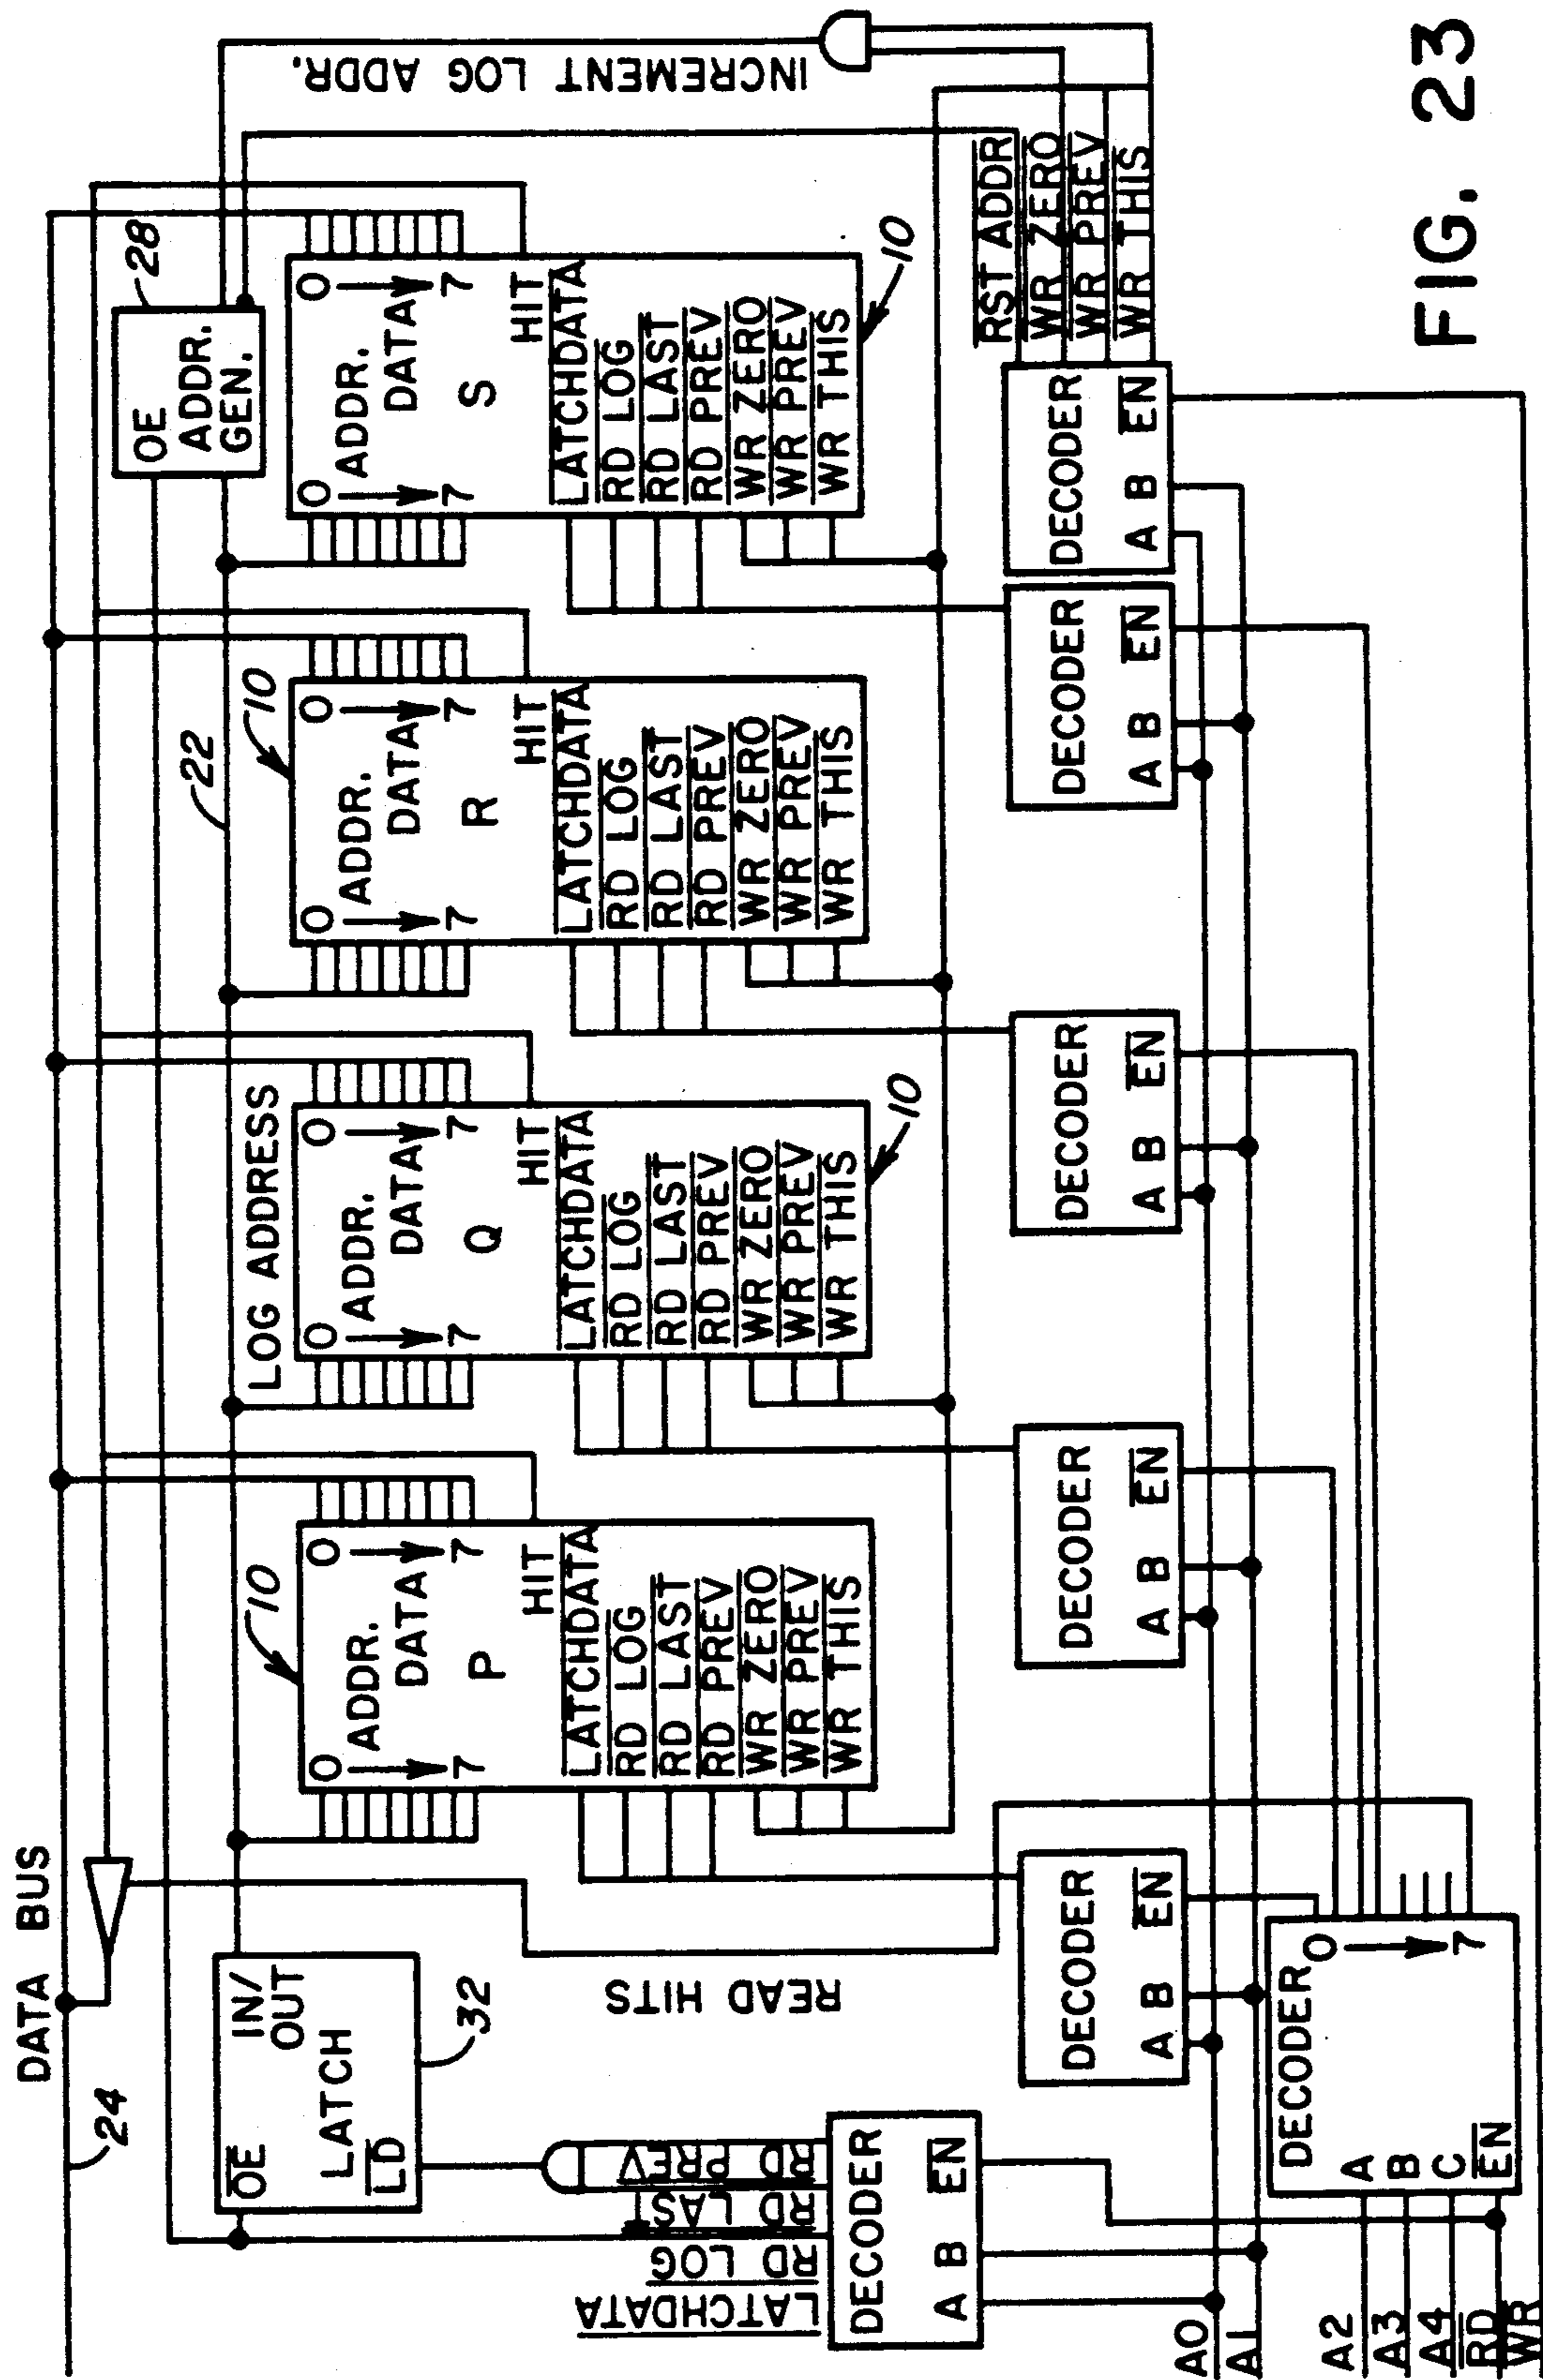 DATA BUS
24
OE
IN/
OUT
LATCH
LD
32
READ HITS
LATCHDATA
RD LOG
RD LAST
RD PREV
DECODER
A B EN
A0
A1
A2
A3
A4
RD
WR
DECODER
A
B
C
EN
0
7
LOG ADDRESS
22
10
0 0
ADDR.
DATA
7 7
P
HIT
LATCHDATA
RD LOG
RD LAST
RD PREV
WR ZERO
WR PREV
WR THIS
0 0
ADDR.
DATA
7 7
Q
HIT
LATCHDATA
RD LOG
RD LAST
RD PREV
WR ZERO
WR PREV
WR THIS
10
10
0 0
ADDR.
DATA
7 7
R
HIT
LATCHDATA
RD LOG
RD LAST
RD PREV
WR ZERO
WR PREV
WR THIS
OE
ADDR.
GEN.
28
0 0
ADDR.
DATA
7 7
S
HIT
LATCHDATA
RD LOG
RD LAST
RD PREV
WR ZERO
WR PREV
WR THIS
10
INCREMENT LOG ADDR.
DECODER
A B EN
DECODER
A B EN
DECODER
A B EN
DECODER
A B EN
DECODER
A B EN
RST ADDR
WR ZERO
WR PREV
WR THIS
FIG. 23